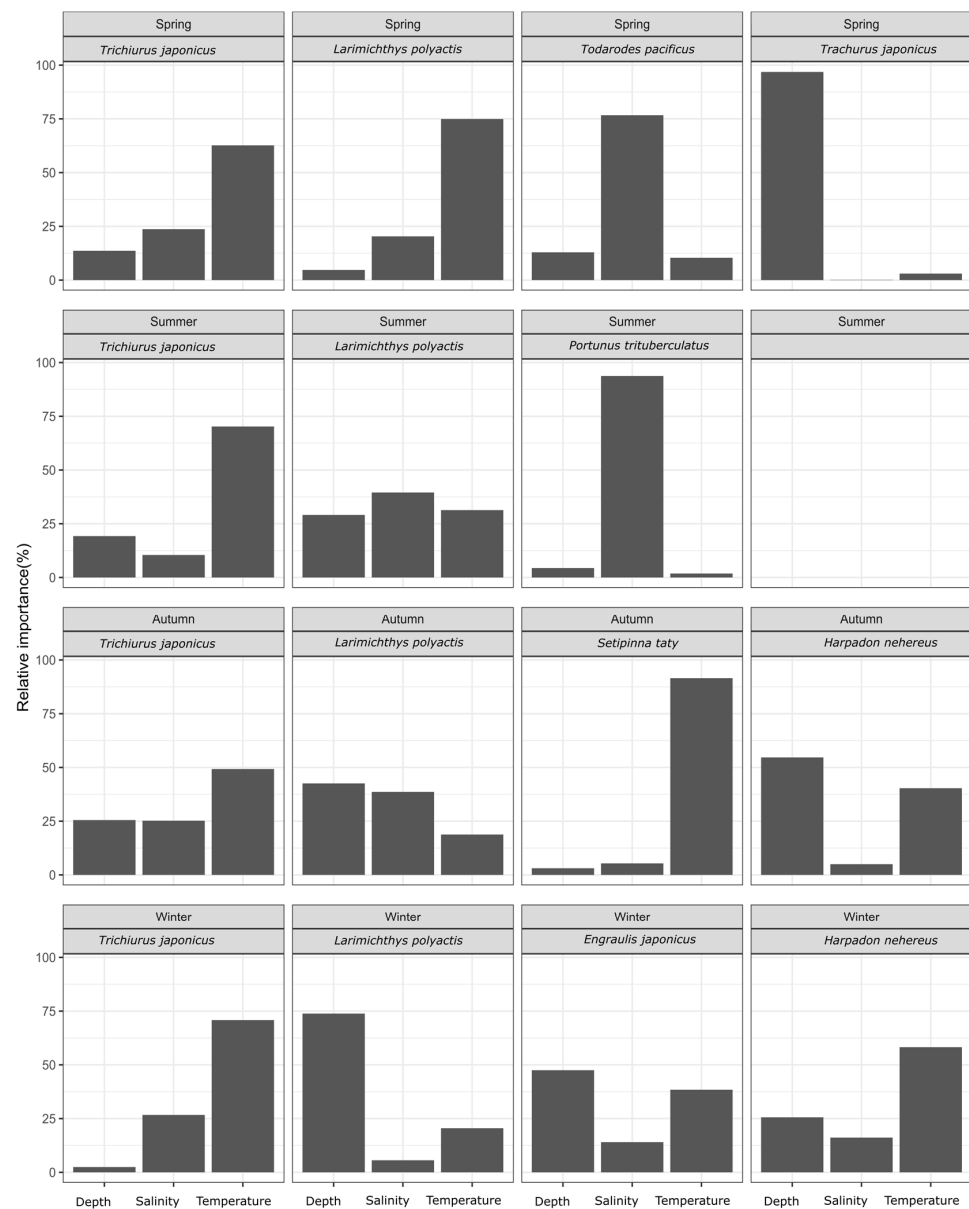 Spring Spring Spring Spring
Trichiurus japonicus Larimichthys polyactis Todarodes pacificus Trachurus japonicus
100
75
50
25
0
Summer Summer Summer Summer
Trichiurus japonicus Larimichthys polyactis Portunus trituberculatus
100
75
50
25
0
Relative importance(%)
Autumn Autumn Autumn Autumn
Trichiurus japonicus Larimichthys polyactis Setipinna taty Harpadon nehereus
100
75
50
25
0
Winter Winter Winter Winter
Trichiurus japonicus Larimichthys polyactis Engraulis japonicus Harpadon nehereus
100
75
50
25
0
Depth Salinity Temperature Depth Salinity Temperature Depth Salinity Temperature Depth Salinity Temperature